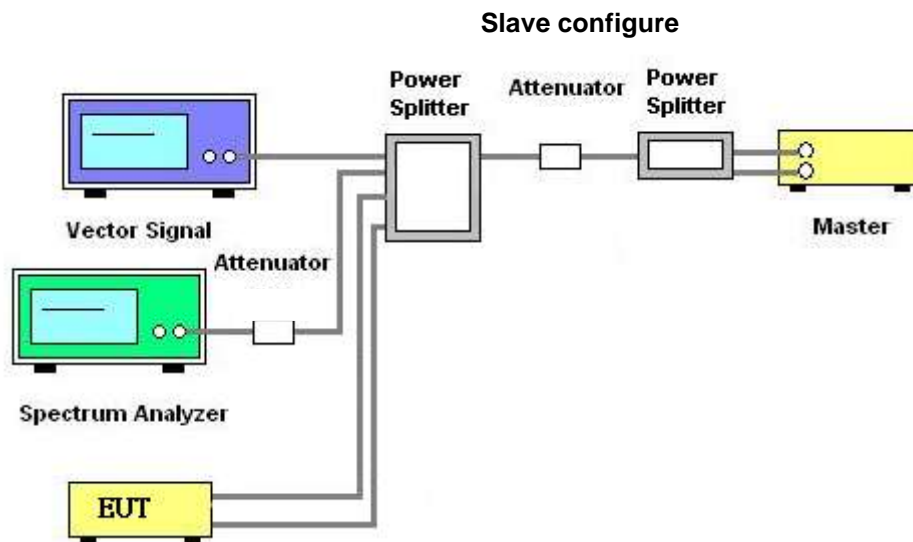 Slave configure
Power
Splitter
Attenuator
Power
Splitter
Vector Signal
Master
Attenuator
Spectrum Analyzer
EUT